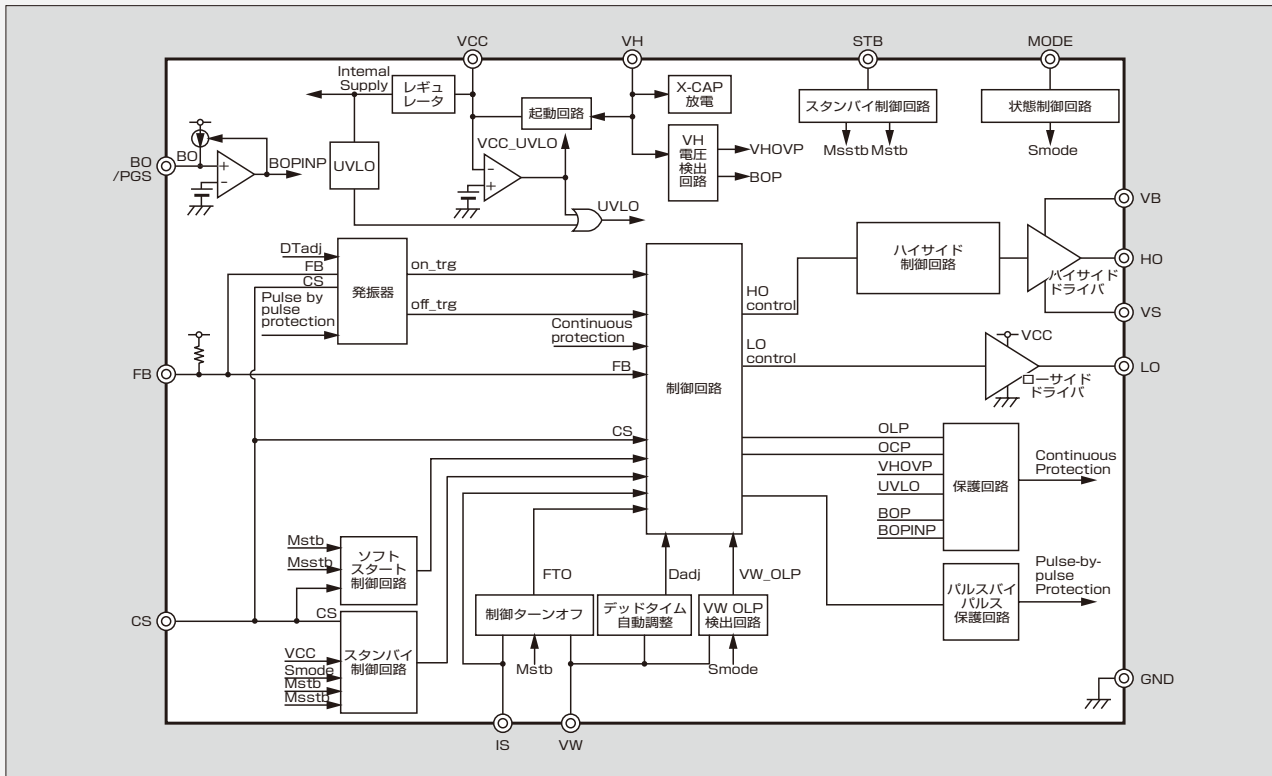 VCC
VH
STB
MODE
Internal
Supply
レギュ
レータ
X-CAP
放電
起動回路
スタンバイ制御回路
状態制御回路
VCC_UVLO
VH
電圧
検出
回路
VHOVP
BOP
Msstb
Mstb
Smode
BO
/PGS
BO
+
-
BOPINP
UVLO
-
+
UVLO
VB
ハイサイド
制御回路
HO
ハイサイド
ドライバ
VS
DTadj
FB
CS
Pulse by
pulse
protection
発振器
on_trg
off_trg
Continuous
protection
FB
FB
制御回路
HO
control
LO
control
VCC
LO
ローサイド
ドライバ
CS
OLP
OCP
VHOVP
UVLO
BOP
BOPINP
保護回路
Continuous
Protection
Mstb
Msstb
ソフト
スタート
制御回路
FTO
Dadj
VW_OLP
Pulse-by-
pulse
Protection
パルスバイ
パルス
保護回路
CS
CS
制御ターンオフ
デッドタイム
自動調整
VW OLP
検出回路
VCC
Smode
Mstb
Msstb
スタンバイ
制御回路
Mstb
Smode
GND
IS
VW